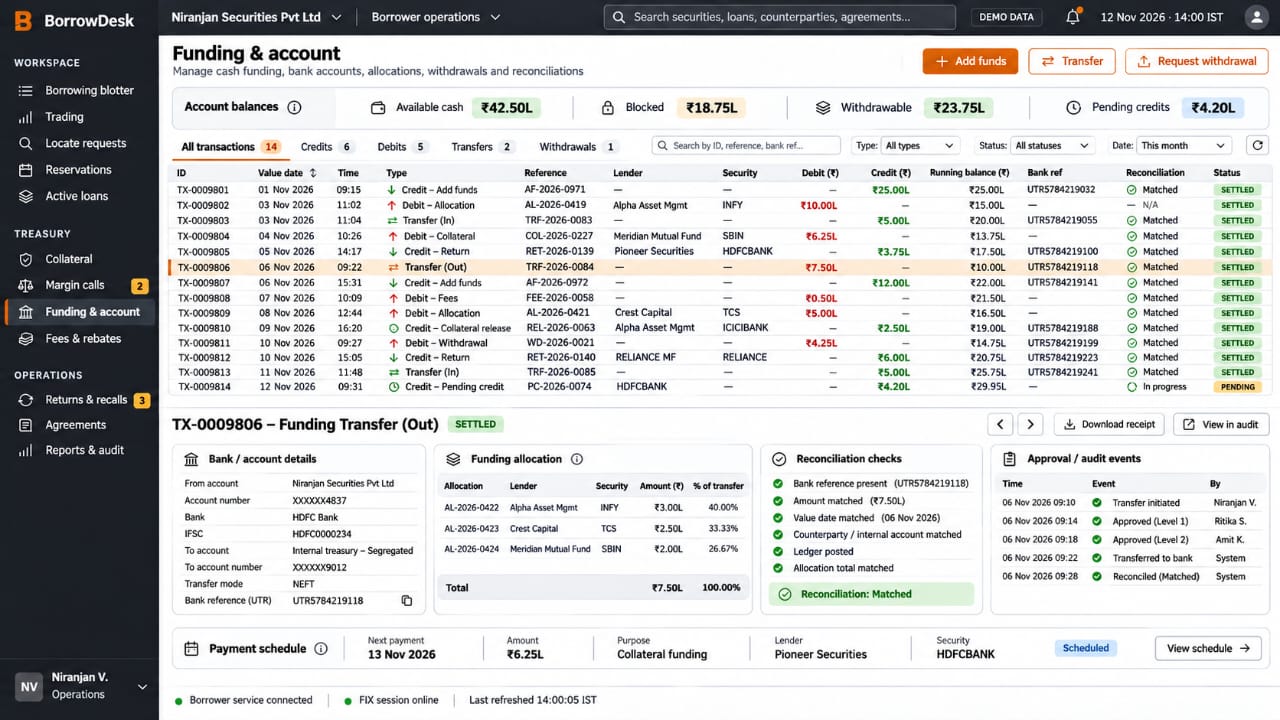 BorrowDesk
Niranjan Securities Pvt Ltd
Borrower operations
Search securities, loans, counterparties, agreements...
DEMO DATA
12 Nov 2026 · 14:00 IST
WORKSPACE
Borrowing blotter
Trading
Locate requests
Reservations
Active loans
TREASURY
Collateral
Margin calls 2
Funding & account
Fees & rebates
OPERATIONS
Returns & recalls 3
Agreements
Reports & audit
NV
Niranjan V.
Operations
Funding & account
Manage cash funding, bank accounts, allocations, withdrawals and reconciliations
Add funds
Transfer
Request withdrawal
Account balances
Available cash ₹42.50L
Blocked ₹18.75L
Withdrawable ₹23.75L
Pending credits ₹4.20L
All transactions 14 Credits 6 Debits 5 Transfers 2 Withdrawals 1
Search by ID, reference, bank ref...
Type: All types
Status: All statuses
Date: This month
ID Value date Time Type Reference Lender Security Debit (₹) Credit (₹) Running balance (₹) Bank ref Reconciliation Status
TX-0009801 01 Nov 2026 09:15 Credit – Add funds AF-2026-0971 — — — ₹25.00L ₹25.00L UTR5784219032 Matched SETTLED
TX-0009802 03 Nov 2026 11:02 Debit – Allocation AL-2026-0419 Alpha Asset Mgmt INFY ₹10.00L — ₹15.00L — — N/A SETTLED
TX-0009803 03 Nov 2026 11:04 Transfer (In) TRF-2026-0083 — — — ₹5.00L ₹20.00L UTR5784219055 Matched SETTLED
TX-0009804 04 Nov 2026 10:26 Debit – Collateral COL-2026-0227 Meridian Mutual Fund SBIN ₹6.25L — ₹13.75L — Matched SETTLED
TX-0009805 05 Nov 2026 14:17 Credit – Return RET-2026-0139 Pioneer Securities HDFCBANK — ₹3.75L ₹17.50L UTR5784219100 Matched SETTLED
TX-0009806 06 Nov 2026 09:22 Transfer (Out) TRF-2026-0084 — — ₹7.50L — ₹10.00L UTR5784219118 Matched SETTLED
TX-0009807 06 Nov 2026 15:31 Credit – Add funds AF-2026-0972 — — — ₹12.00L ₹22.00L UTR5784219141 Matched SETTLED
TX-0009808 07 Nov 2026 10:09 Debit – Fees FEE-2026-0058 — — ₹0.50L — ₹21.50L — Matched SETTLED
TX-0009809 08 Nov 2026 12:44 Debit – Allocation AL-2026-0421 Crest Capital TCS ₹5.00L — ₹16.50L — Matched SETTLED
TX-0009810 09 Nov 2026 16:20 Credit – Collateral release REL-2026-0063 Alpha Asset Mgmt ICICIBANK — ₹2.50L ₹19.00L UTR5784219188 Matched SETTLED
TX-0009811 10 Nov 2026 09:27 Debit – Withdrawal WD-2026-0021 — — ₹4.25L — ₹14.75L UTR5784219199 Matched SETTLED
TX-0009812 10 Nov 2026 15:05 Credit – Return RET-2026-0140 RELIANCE MF RELIANCE — ₹6.00L ₹20.75L UTR5784219223 Matched SETTLED
TX-0009813 11 Nov 2026 11:48 Transfer (In) TRF-2026-0085 — — — ₹5.00L ₹25.75L UTR5784219241 Matched SETTLED
TX-0009814 12 Nov 2026 09:31 Credit – Pending credit PC-2026-0074 HDFCBANK — — ₹4.20L ₹29.95L — In progress PENDING
TX-0009806 – Funding Transfer (Out) SETTLED
Download receipt
View in audit
Bank / account details
From account Niranjan Securities Pvt Ltd
Account number XXXXXX4837
Bank HDFC Bank
IFSC HDFC0000234
To account Internal treasury – Segregated
To account number XXXXXX9012
Transfer mode NEFT
Bank reference (UTR) UTR5784219118
Funding allocation
Allocation Lender Security Amount (₹) % of transfer
AL-2026-0422 Alpha Asset Mgmt INFY ₹3.00L 40.00%
AL-2026-0423 Crest Capital TCS ₹2.50L 33.33%
AL-2026-0424 Meridian Mutual Fund SBIN ₹2.00L 26.67%
Total ₹7.50L 100.00%
Reconciliation checks
Bank reference present (UTR5784219118)
Amount matched (₹7.50L)
Value date matched (06 Nov 2026)
Counterparty / internal account matched
Ledger posted
Allocation total matched
Reconciliation: Matched
Approval / audit events
Time Event By
06 Nov 2026 09:10 Transfer initiated Niranjan V.
06 Nov 2026 09:14 Approved (Level 1) Ritika S.
06 Nov 2026 09:18 Approved (Level 2) Amit K.
06 Nov 2026 09:22 Transferred to bank System
06 Nov 2026 09:28 Reconciled (Matched) System
Payment schedule
Next payment
13 Nov 2026
Amount
₹6.25L
Purpose
Collateral funding
Lender
Pioneer Securities
Security
HDFCBANK
Scheduled
View schedule
Borrower service connected
FIX session online
Last refreshed 14:00:05 IST